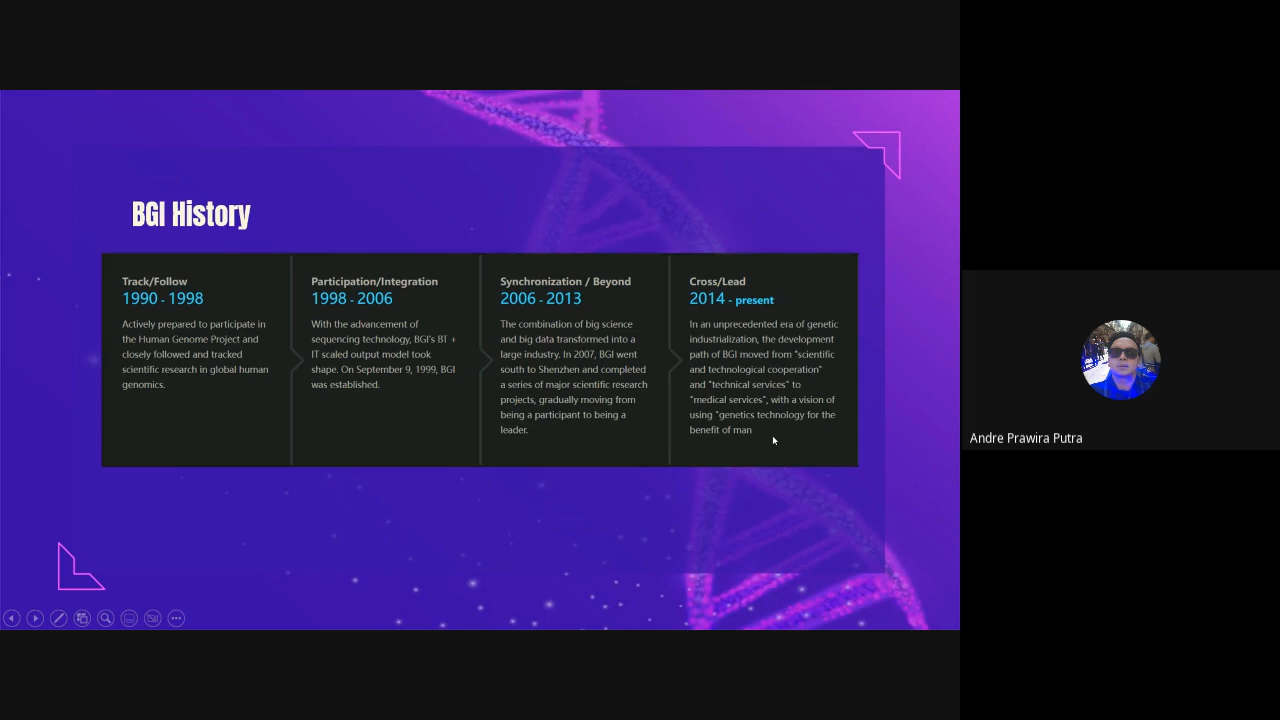 BGI History
Track/Follow
1990 - 1998
Actively prepared to participate in
the Human Genome Project and
closely followed and tracked
scientific research in global human
genomics.
Participation/Integration
1998 - 2006
With the advancement of
sequencing technology, BGI's BT +
IT scaled output model took
shape. On September 9, 1999, BGI
was established.
Synchronization / Beyond
2006 - 2013
The combination of big science
and big data transformed into a
large industry. In 2007, BGI went
south to Shenzhen and completed
a series of major scientific research
projects, gradually moving from
being a participant to being a
leader.
Cross/Lead
2014 - present
In an unprecedented era of genetic
industrialization, the development
path of BGI moved from "scientific
and technological cooperation"
and "technical services" to
"medical services", with a vision of
using "genetics technology for the
benefit of man
Andre Prawira Putra